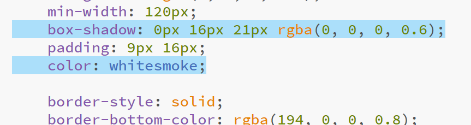 min-width: 120px;
box-shadow: 0px 16px 21px rgba(0, 0, 0, 0.6);
padding: 9px 16px;
color: whitesmoke;
border-style: solid;
border-bottom-color: rgba(194, 0, 0, 0.8);